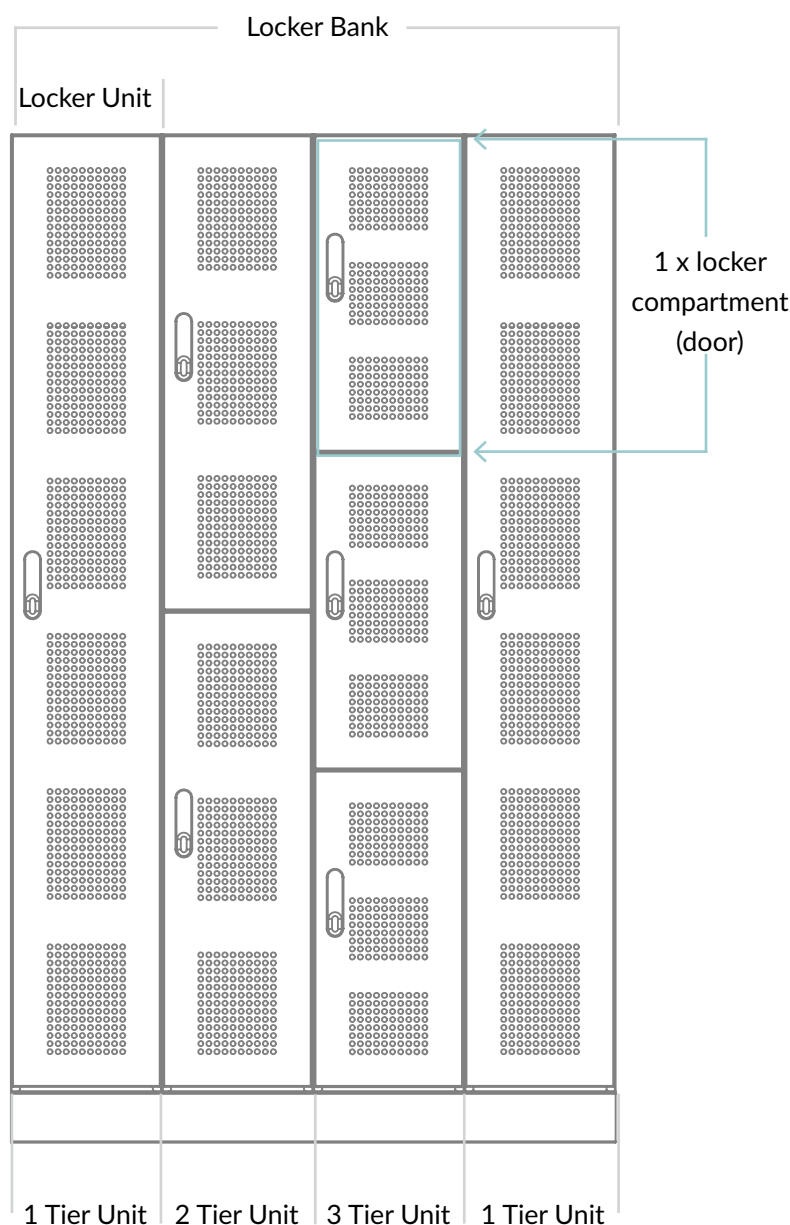 Locker Bank
Locker Unit
1 x locker
compartment
(door)
1 Tier Unit
2 Tier Unit
3 Tier Unit
1 Tier Unit